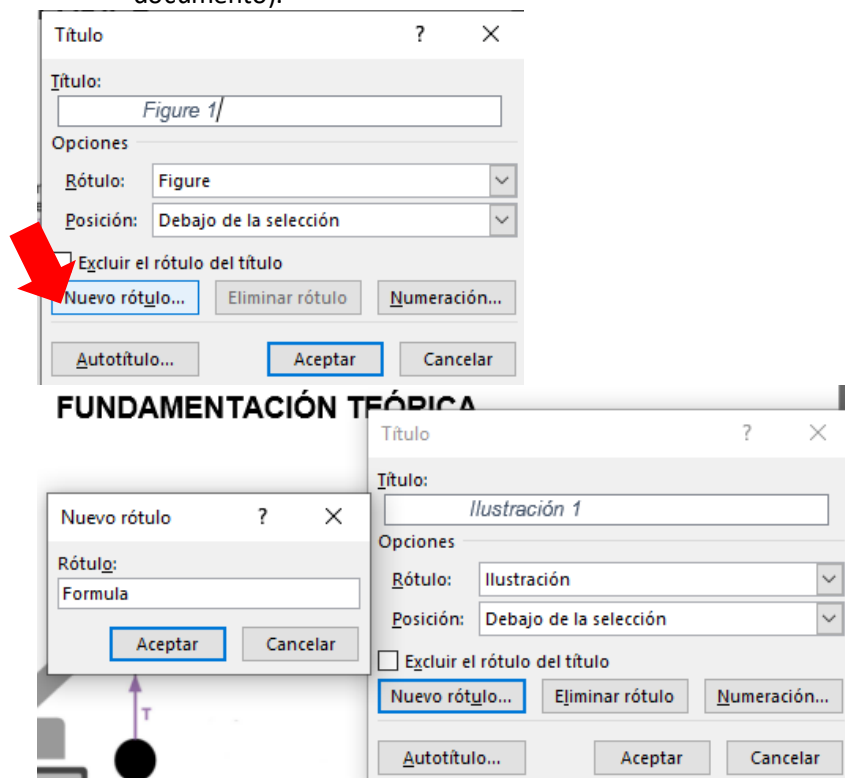 documento).
Título ? X
Título:
Figure 1
Opciones
Rótulo: Figure
Posición: Debajo de la selección
Excluir el rótulo del título
Nuevo rótulo... Eliminar rótulo Numeración...
Autotítulo... Aceptar Cancelar
FUNDAMENTACIÓN TEÓRICA
Título ? X
Título:
Ilustración 1
Opciones
Rótulo: Ilustración
Posición: Debajo de la selección
Excluir el rótulo del título
Nuevo rótulo... Eliminar rótulo Numeración...
Autotítulo... Aceptar Cancelar
Nuevo rótulo ? X
Rótulo:
Formula
Aceptar Cancelar
T